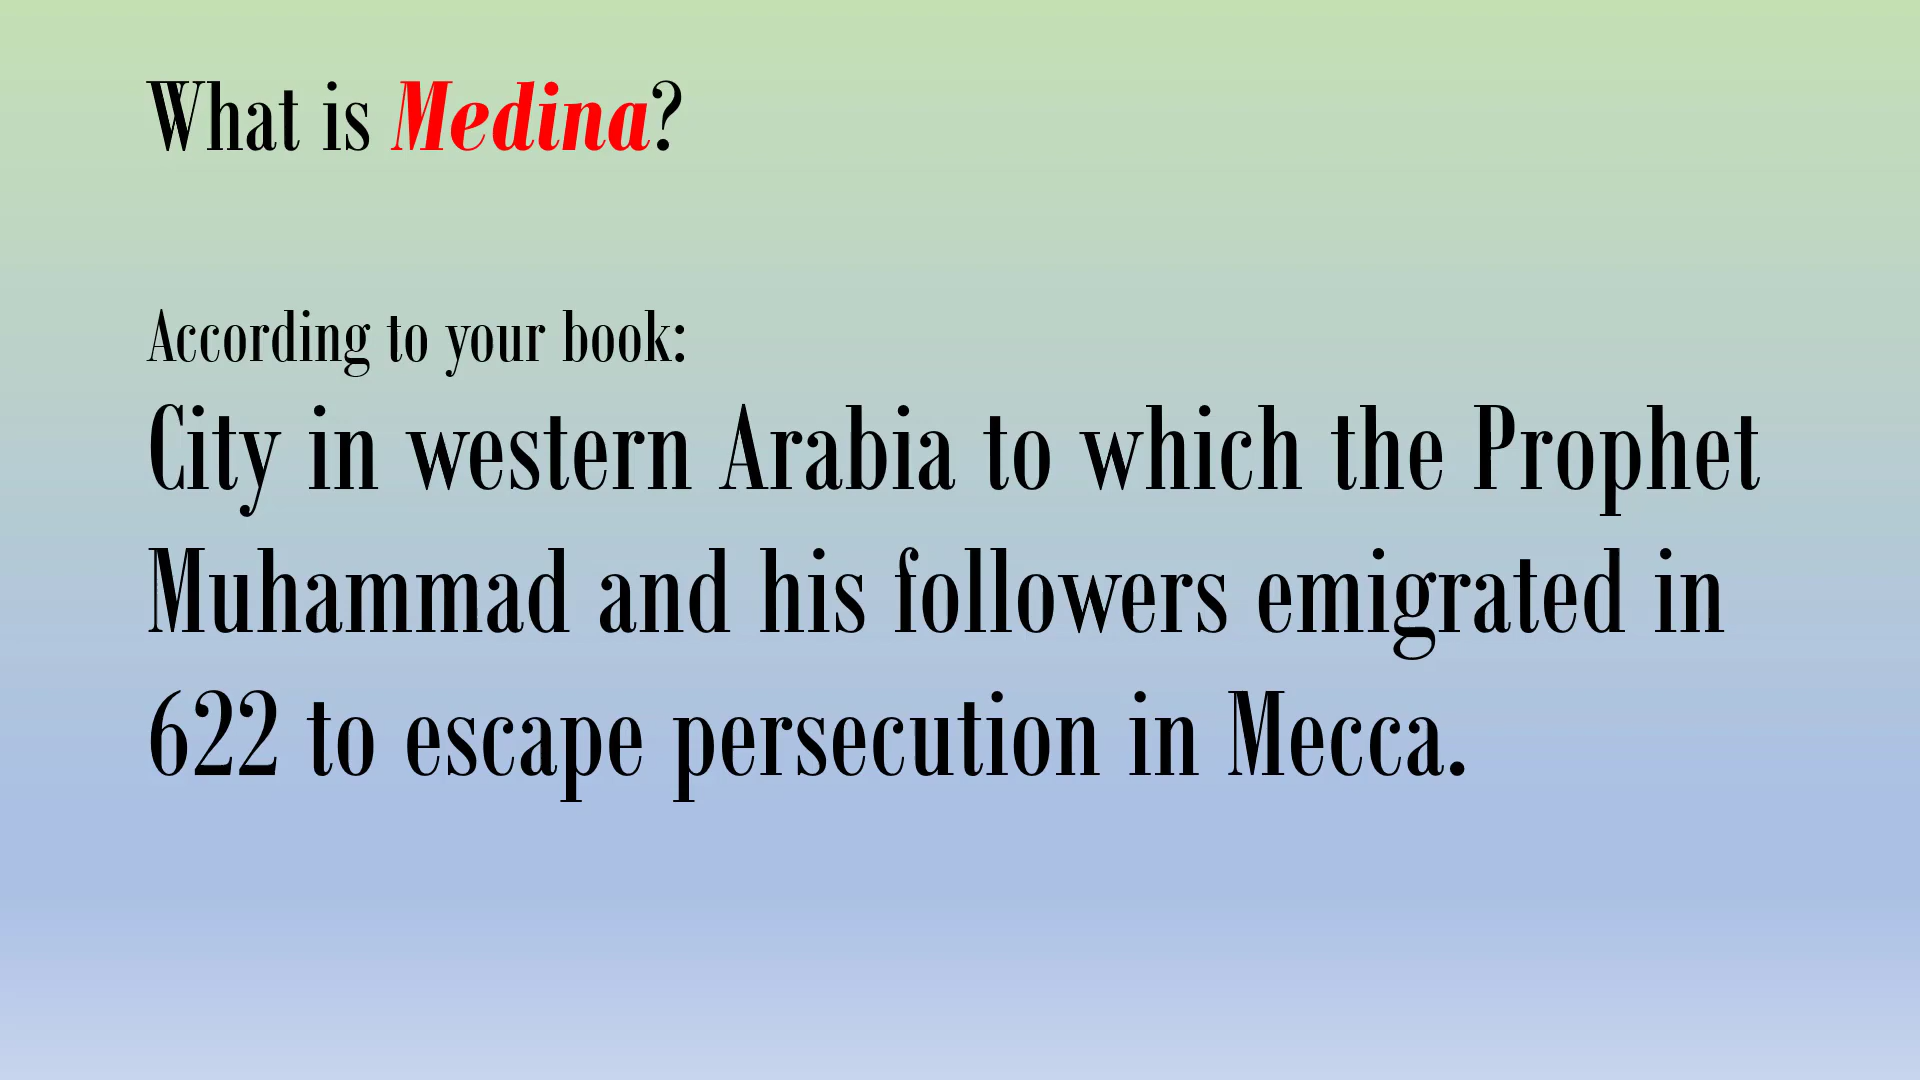 What is Medina?
According to your book:
City in western Arabia to which the Prophet
Muhammad and his followers emigrated in
622 to escape persecution in Mecca.